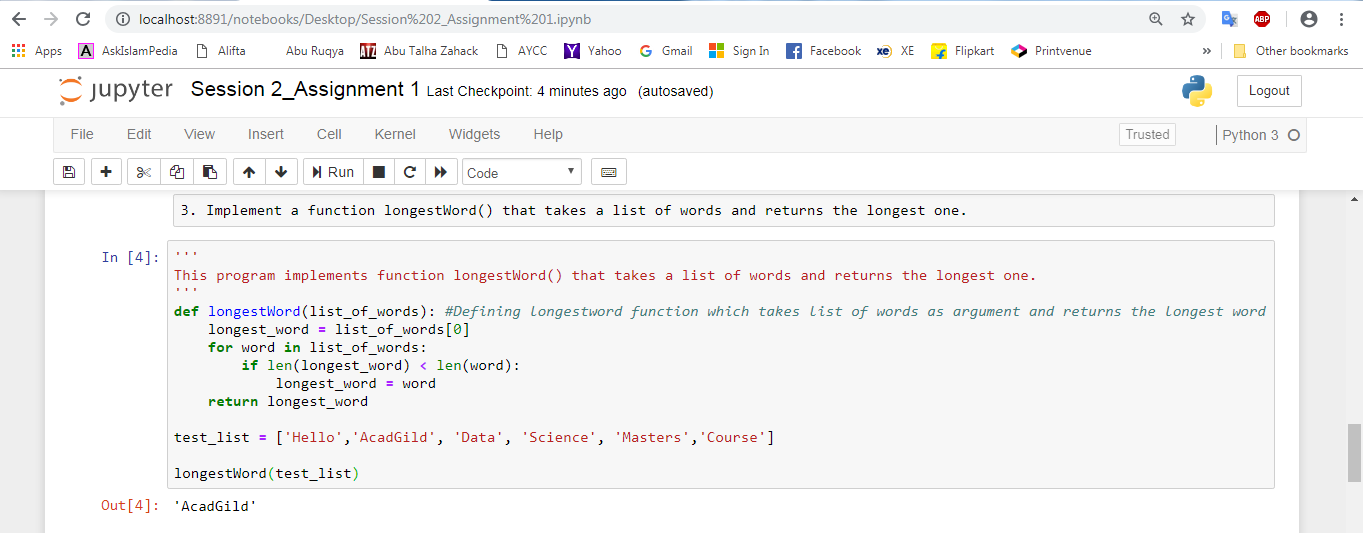 localhost:8891/notebooks/Desktop/Session%202_Assignment%201.ipynb
ABP
Apps AskIslamPedia Alifta Abu Ruqya Abu Talha Zahack AYCC Yahoo Gmail Sign In Facebook XE Flipkart Printvenue » Other bookmarks
jupyter Session 2_Assignment 1 Last Checkpoint: 4 minutes ago (autosaved) Logout
File Edit View Insert Cell Kernel Widgets Help Trusted Python 3
Run Code
3. Implement a function longestWord() that takes a list of words and returns the longest one.
In [4]: '''
This program implements function longestWord() that takes a list of words and returns the longest one.
'''
def longestWord(list_of_words): #Defining longestword function which takes list of words as argument and returns the longest word
    longest_word = list_of_words[0]
    for word in list_of_words:
        if len(longest_word) < len(word):
            longest_word = word
    return longest_word
test_list = ['Hello','AcadGild', 'Data', 'Science', 'Masters','Course']
longestWord(test_list)
Out[4]: 'AcadGild'